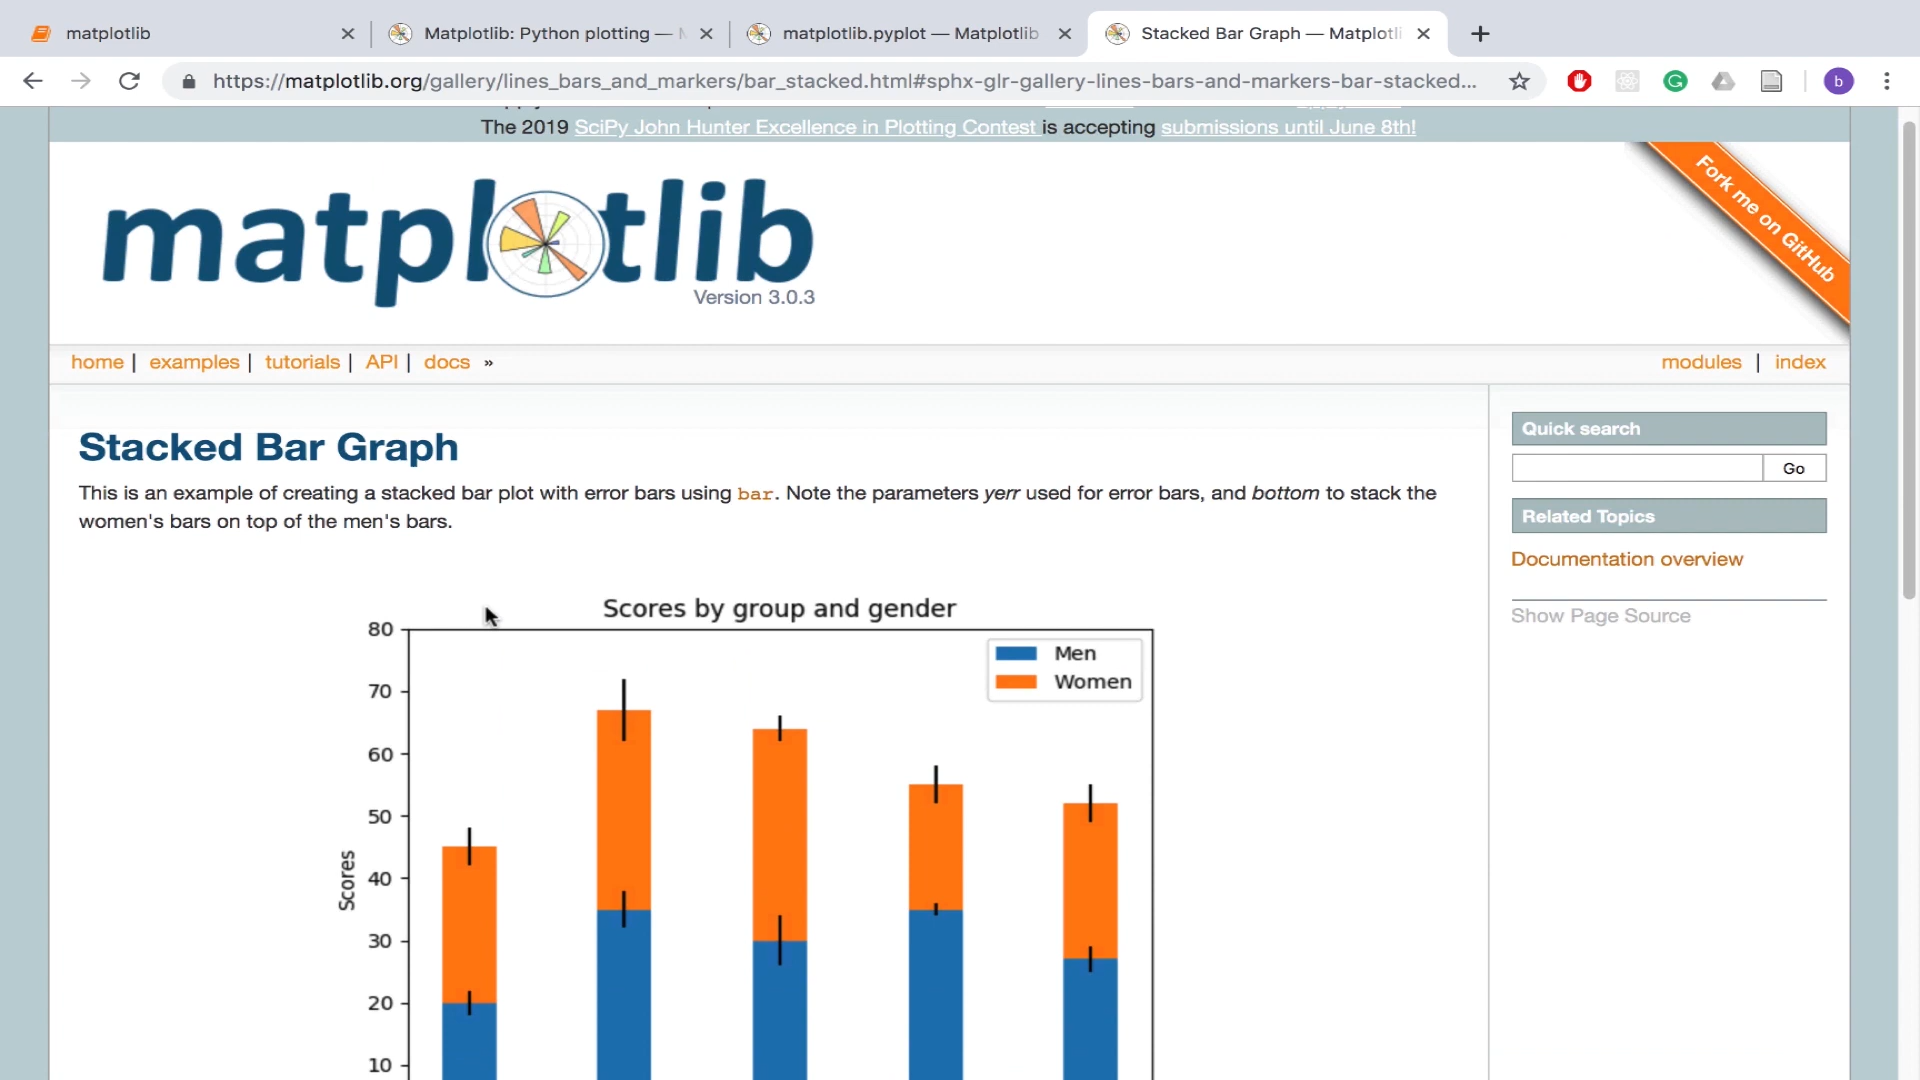 matplotlib
Matplotlib: Python plotting —
matplotlib.pyplot — Matplotlib
Stacked Bar Graph — Matplotli
https://matplotlib.org/gallery/lines_bars_and_markers/bar_stacked.html#sphx-glr-gallery-lines-bars-and-markers-bar-stacked...
b
The 2019 SciPy John Hunter Excellence in Plotting Contest is accepting submissions until June 8th!
matplotlib
Version 3.0.3
Fork me on GitHub
home | examples | tutorials | API | docs »
modules | index
Stacked Bar Graph
This is an example of creating a stacked bar plot with error bars using bar. Note the parameters yerr used for error bars, and bottom to stack the
women's bars on top of the men's bars.
Quick search
Go
Related Topics
Documentation overview
Show Page Source
Scores by group and gender
Men
Women
80
70
60
50
40
30
20
10
Scores